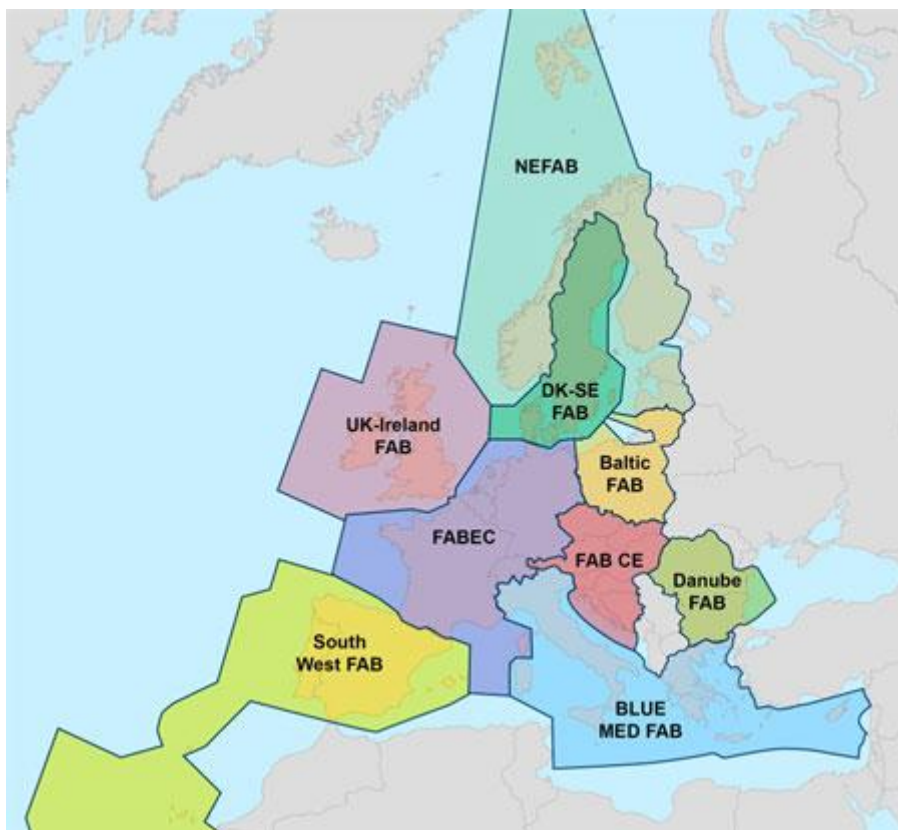 NEFAB
DK-SE
FAB
UK-Ireland
FAB
Baltic
FAB
FABEC
FAB CE
Danube
FAB
South
West FAB
BLUE
MED FAB